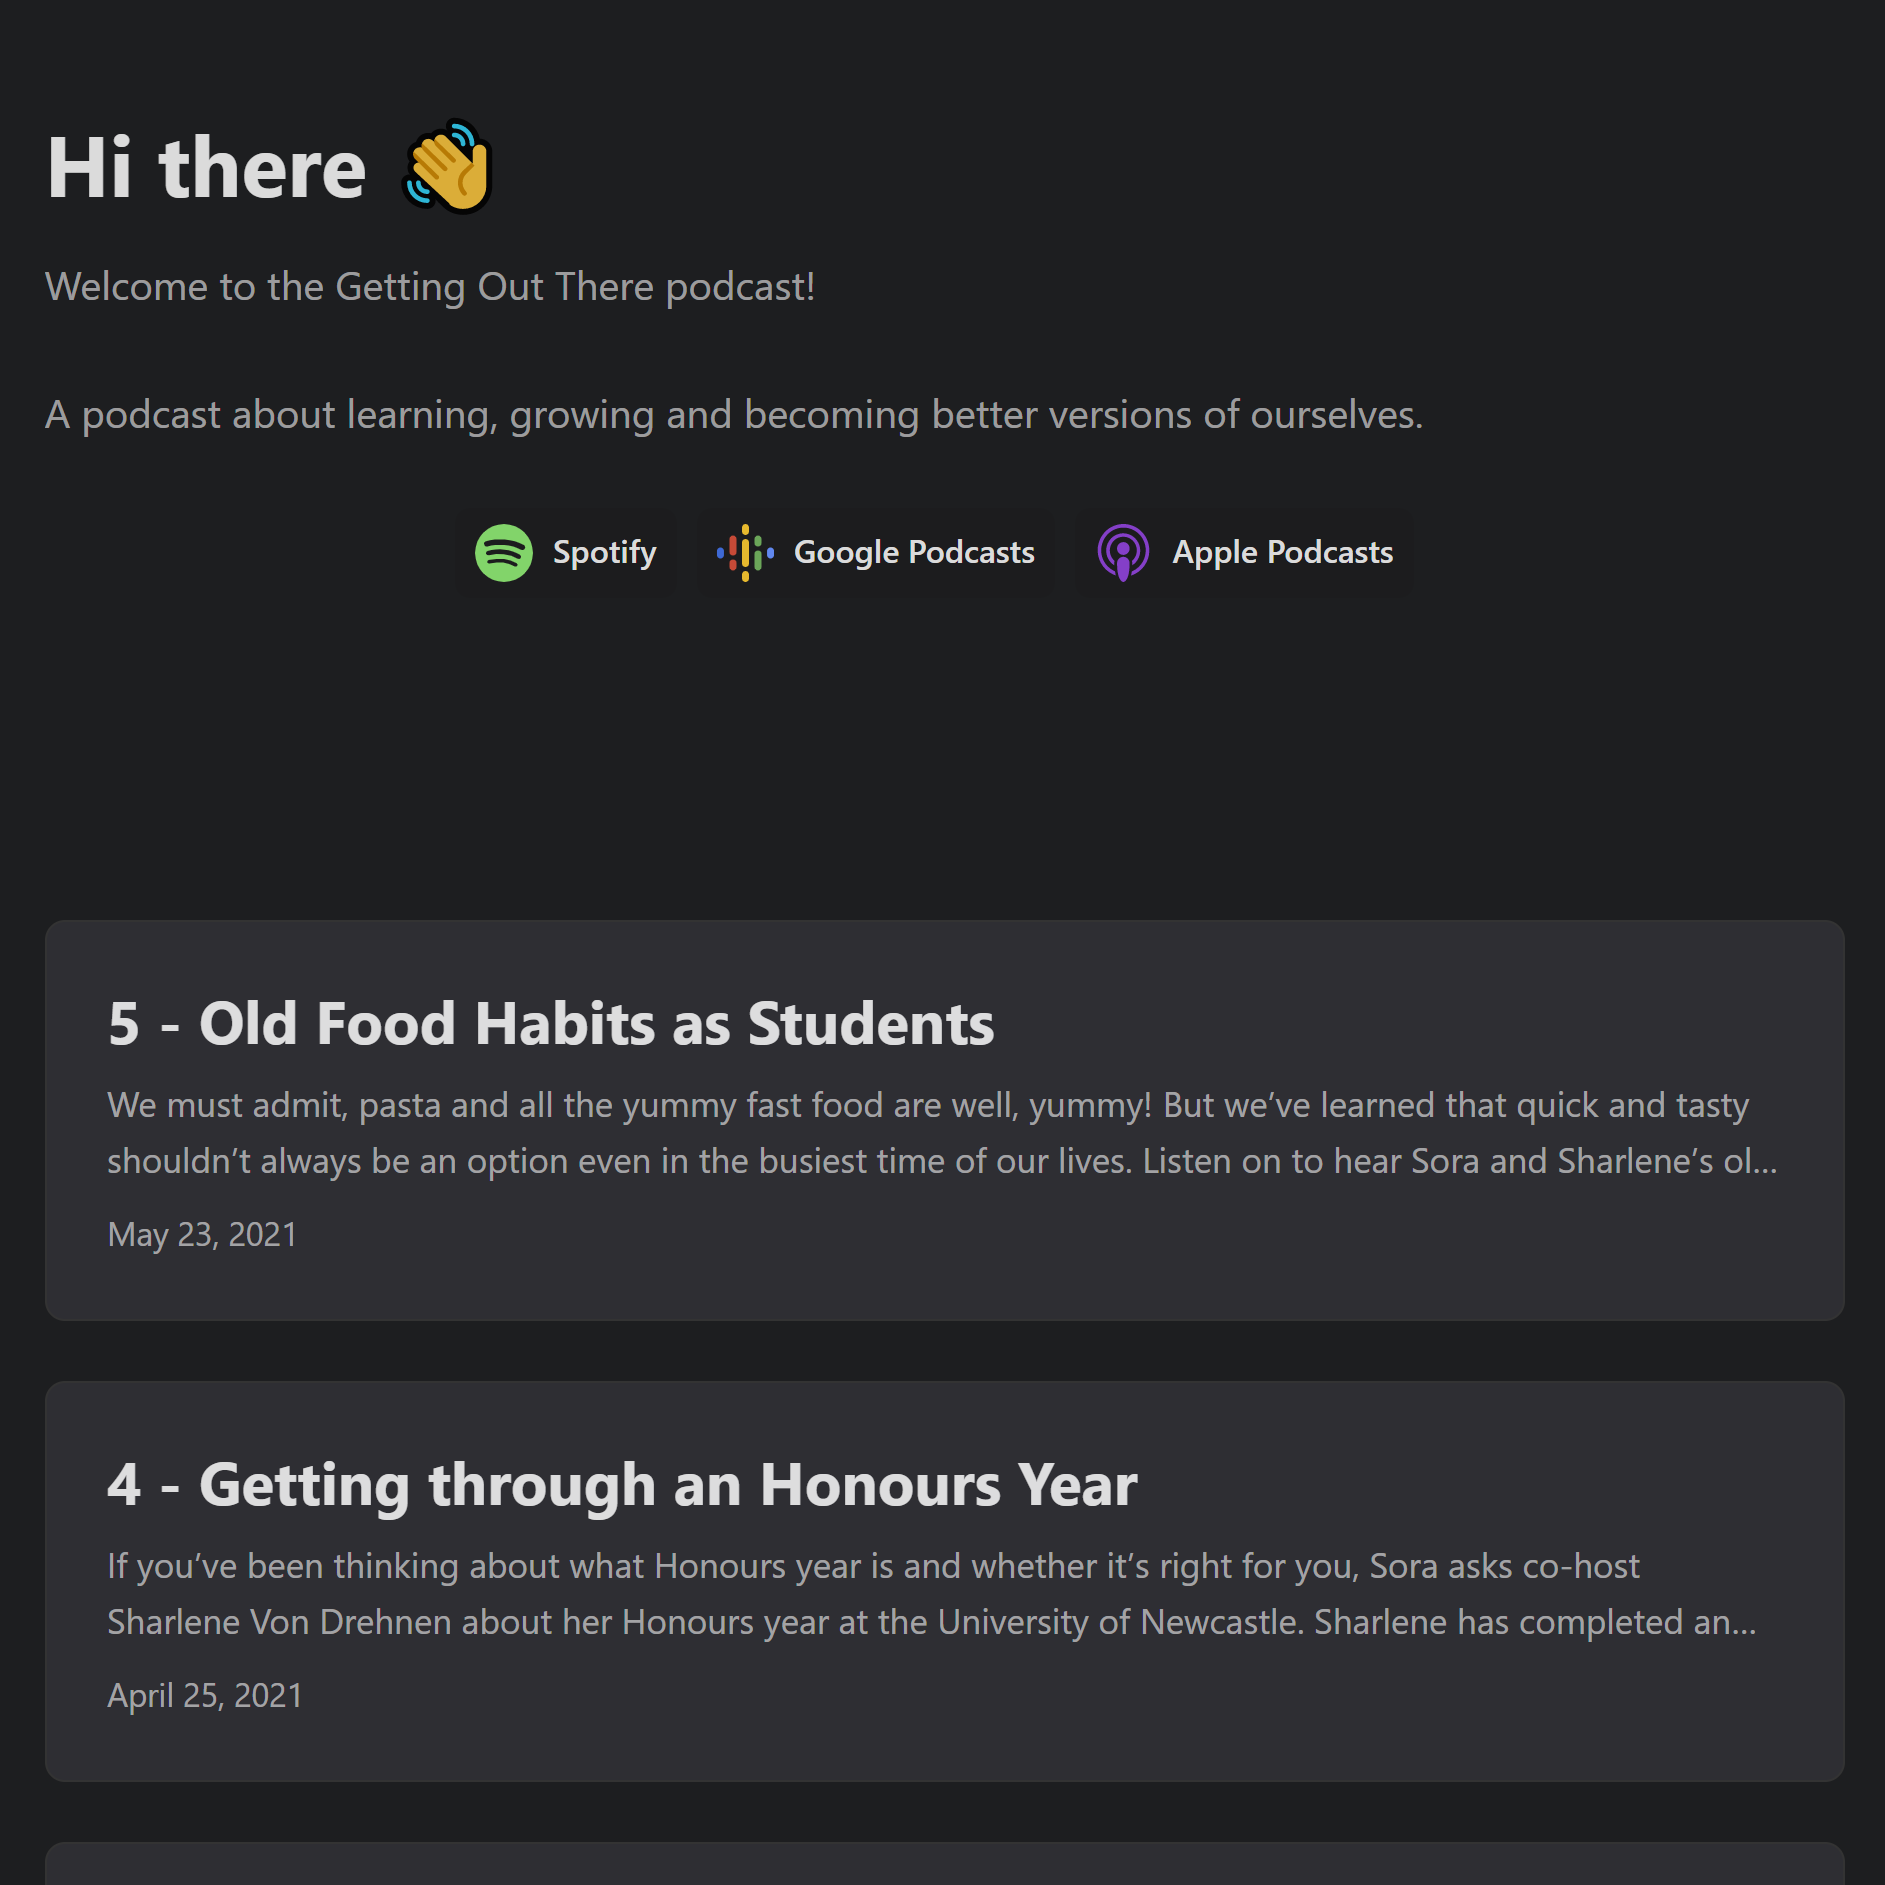 Hi there 👋
Welcome to the Getting Out There podcast!
A podcast about learning, growing and becoming better versions of ourselves.
Spotify
Google Podcasts
Apple Podcasts
5 - Old Food Habits as Students
We must admit, pasta and all the yummy fast food are well, yummy! But we’ve learned that quick and tasty
shouldn’t always be an option even in the busiest time of our lives. Listen on to hear Sora and Sharlene’s ol...
May 23, 2021
4 - Getting through an Honours Year
If you’ve been thinking about what Honours year is and whether it’s right for you, Sora asks co-host
Sharlene Von Drehnen about her Honours year at the University of Newcastle. Sharlene has completed an...
April 25, 2021